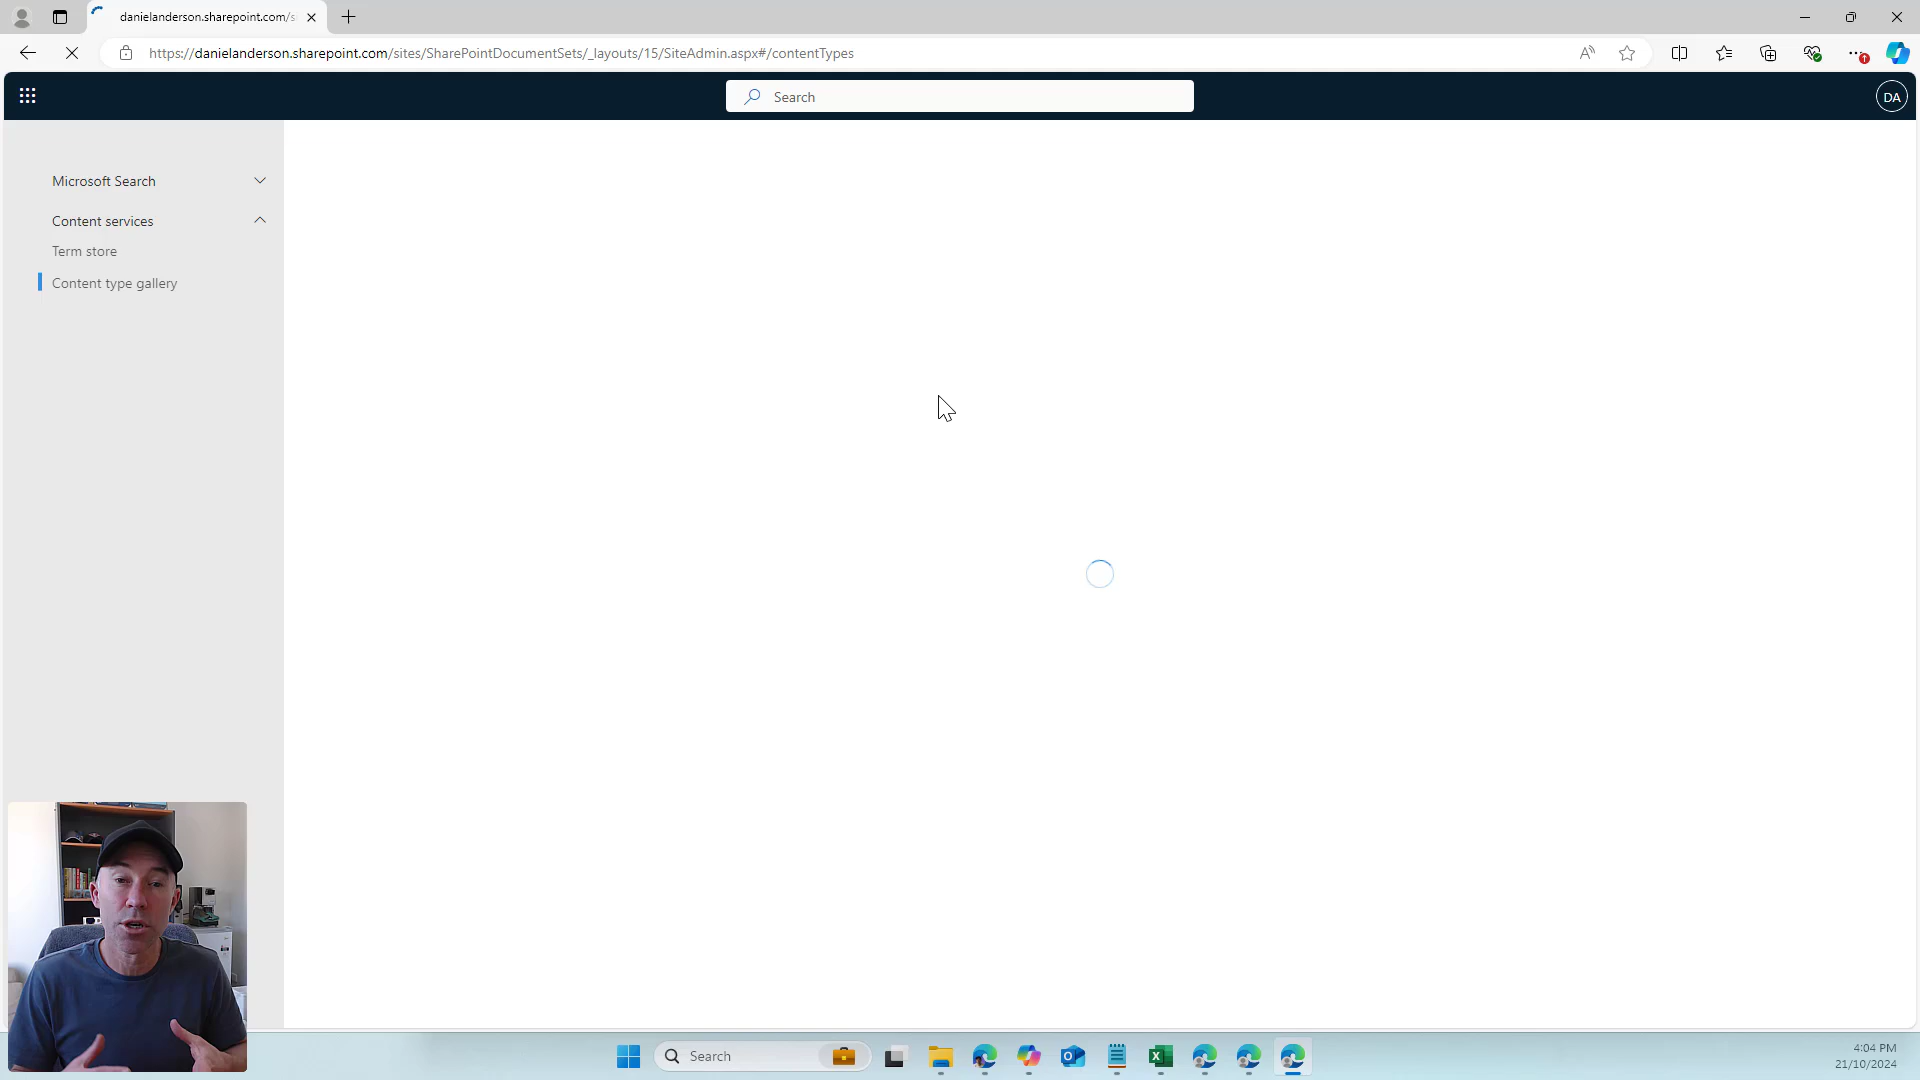 danielanderson.sharepoint.com/s
https://danielanderson.sharepoint.com/sites/SharePointDocumentSets/_layouts/15/SiteAdmin.aspx#/contentTypes
Search
DA
Microsoft Search
Content services
Term store
Content type gallery
Search
4:04 PM
21/10/2024